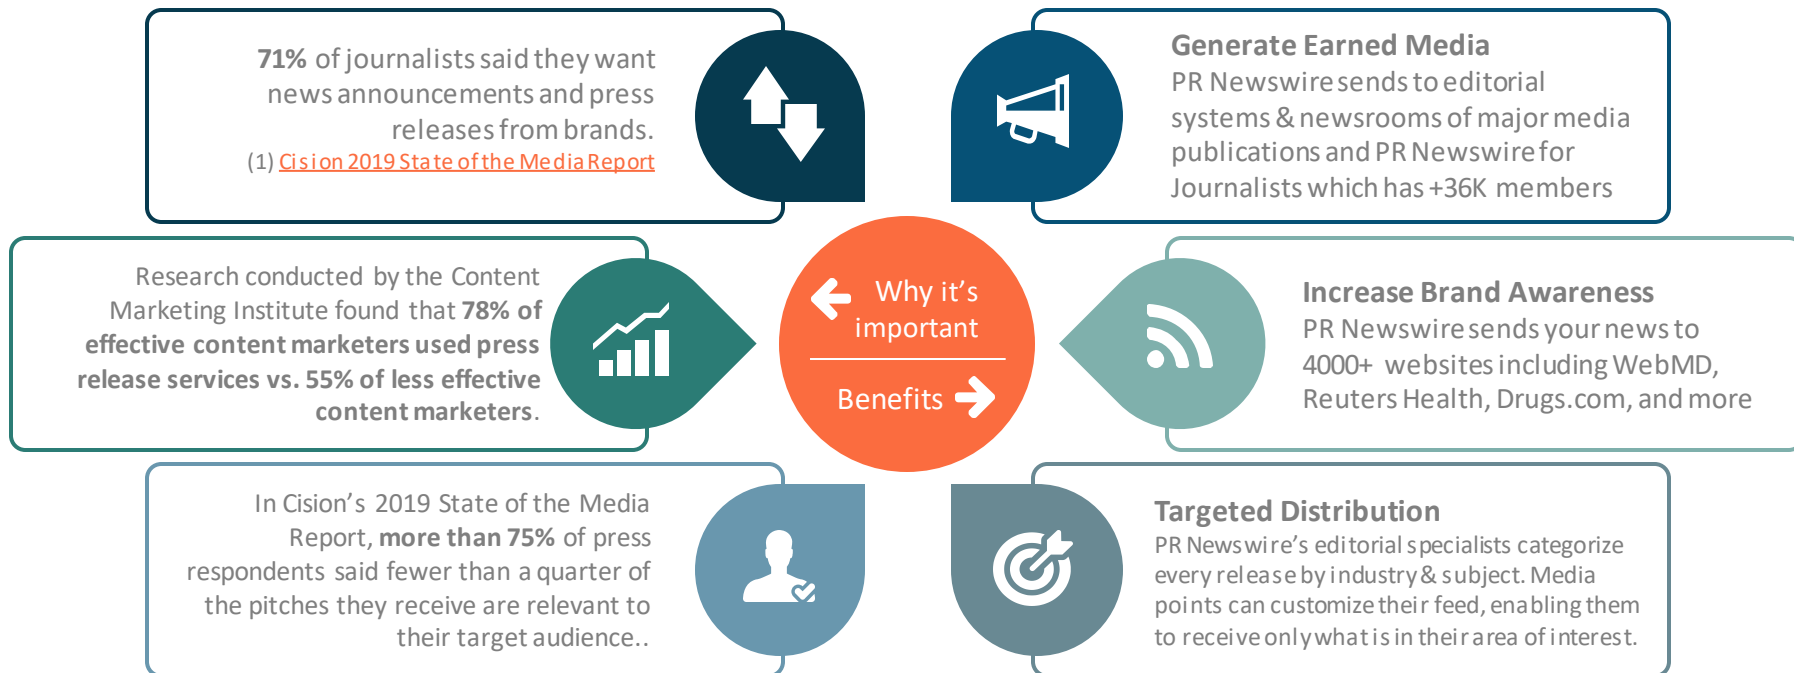 71% of journalists said they want
news announcements and press
releases from brands.
(1) Cision 2019 State of the Media Report
Generate Earned Media
PR Newswire sends to editorial
systems & newsrooms of major media
publications and PR Newswire for
Journalists which has +36K members
Research conducted by the Content
Marketing Institute found that 78% of
effective content marketers used press
release services vs. 55% of less effective
content marketers.
Why it's
important
Benefits
Increase Brand Awareness
PR Newswire sends your news to
4000+ websites including WebMD,
Reuters Health, Drugs.com, and more
In Cision's 2019 State of the Media
Report, more than 75% of press
respondents said fewer than a quarter of
the pitches they receive are relevant to
their target audience..
Targeted Distribution
PR Newswire's editorial specialists categorize
every release by industry & subject. Media
points can customize their feed, enabling them
to receive only what is in their area of interest.